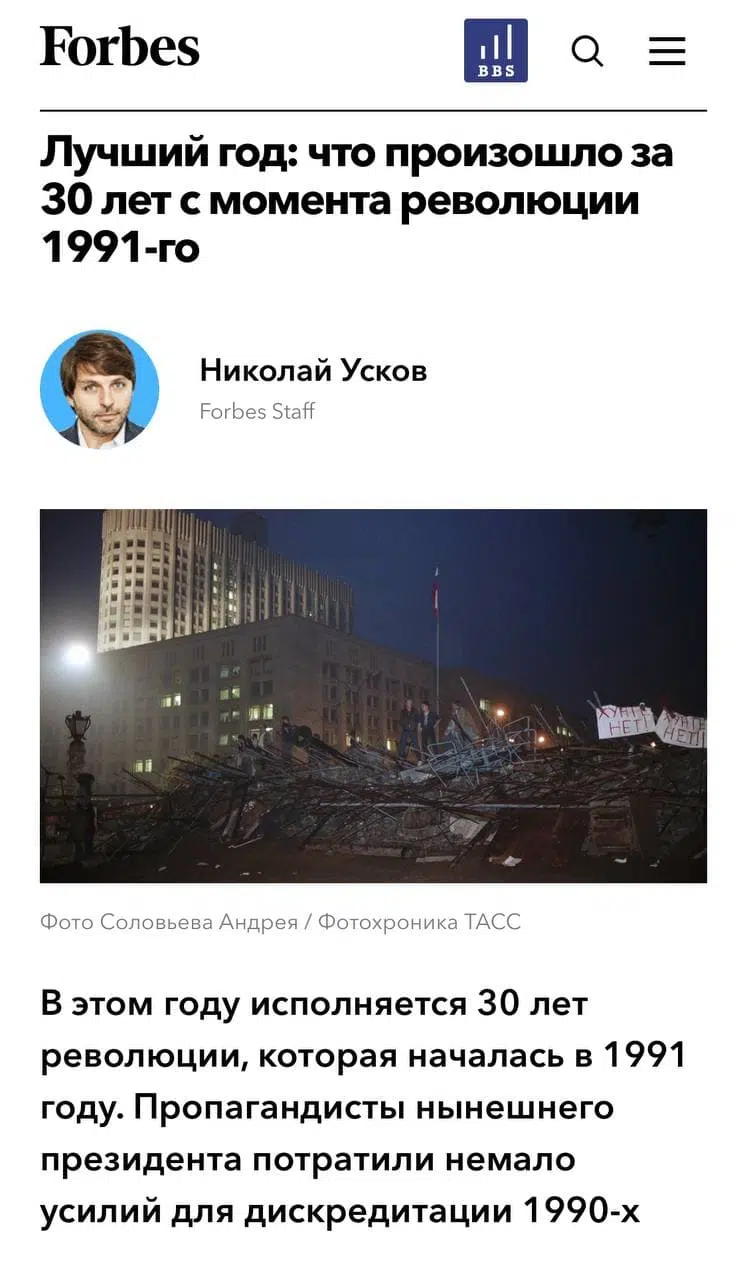 Forbes
BBS
Лучший год: что произошло за
30 лет с момента революции
1991-го
Николай Усков
Forbes Staff
ХУНТЕ
НЕТ!
ХУНТЕ
НЕТ!
Фото Соловьева Андрея / Фотохроника ТАСС
В этом году исполняется 30 лет
революции, которая началась в 1991
году. Пропагандисты нынешнего
президента потратили немало
усилий для дискредитации 1990-х